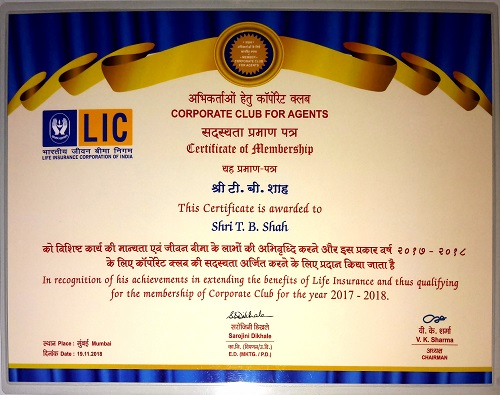 अभिकर्ताओं हेतु कॉर्पोरेट क्लब
CORPORATE CLUB FOR AGENTS
सदस्यता प्रमाण पत्र
Certificate of Membership
LIC
भारतीय जीवन बीमा निगम
LIFE INSURANCE CORPORATION OF INDIA
यह प्रमाण-पत्र
श्री टी. बी. शाह
This Certificate is awarded to
Shri T. B. Shah
को विशिष्ट कार्य की मान्यता एवं जीवन बीमा के लाभों की अभिवृध्दि करने और इस प्रकार वर्ष २०१७ - २०१८
के लिए कॉर्पोरेट क्लब की सदस्यता अर्जित करने के लिए प्रदान किया जाता है
In recognition of his achievements in extending the benefits of Life Insurance and thus qualifying
for the membership of Corporate Club for the year 2017 - 2018.
सरोजिनी डिखले
Sarojini Dikhale
E.D. (MKTG. / P.D.)
वी. के. शर्मा
V. K. Sharma
अध्यक्ष
CHAIRMAN
स्थान Place : मुंबई Mumbai
दिनांक Date : 19.11.2018